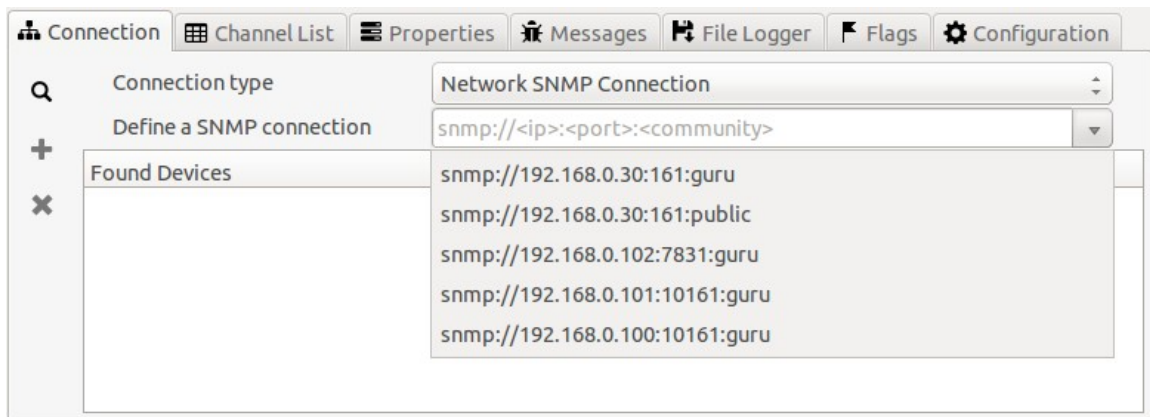 Connection Channel List Properties Messages File Logger Flags Configuration
Connection type Network SNMP Connection
Define a SNMP connection snmp://<ip>:<port>:<community>
Found Devices
snmp://192.168.0.30:161:guru
snmp://192.168.0.30:161:public
snmp://192.168.0.102:7831:guru
snmp://192.168.0.101:10161:guru
snmp://192.168.0.100:10161:guru